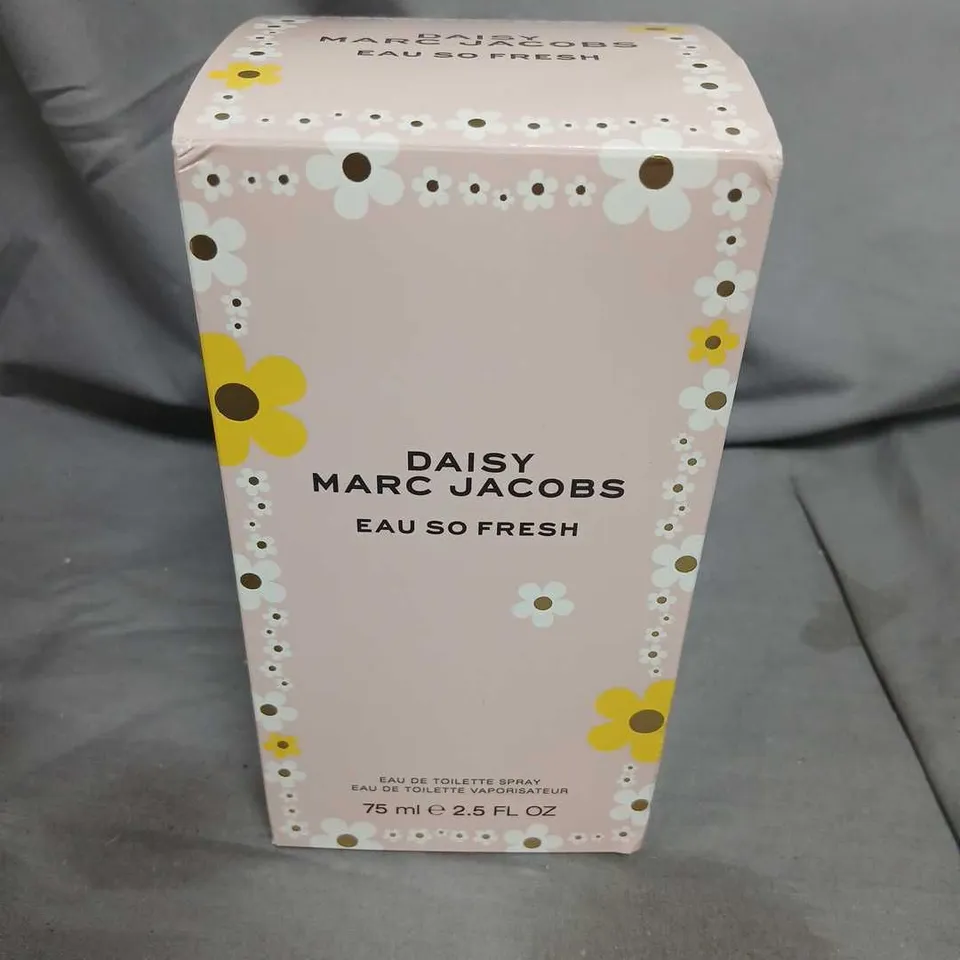 DAISY
MARC JACOBS
EAU SO FRESH
DAISY
MARC JACOBS
EAU SO FRESH
EAU DE TOILETTE SPRAY
EAU DE TOILETTE VAPORISATEUR
75 ml ℮ 2.5 FL OZ